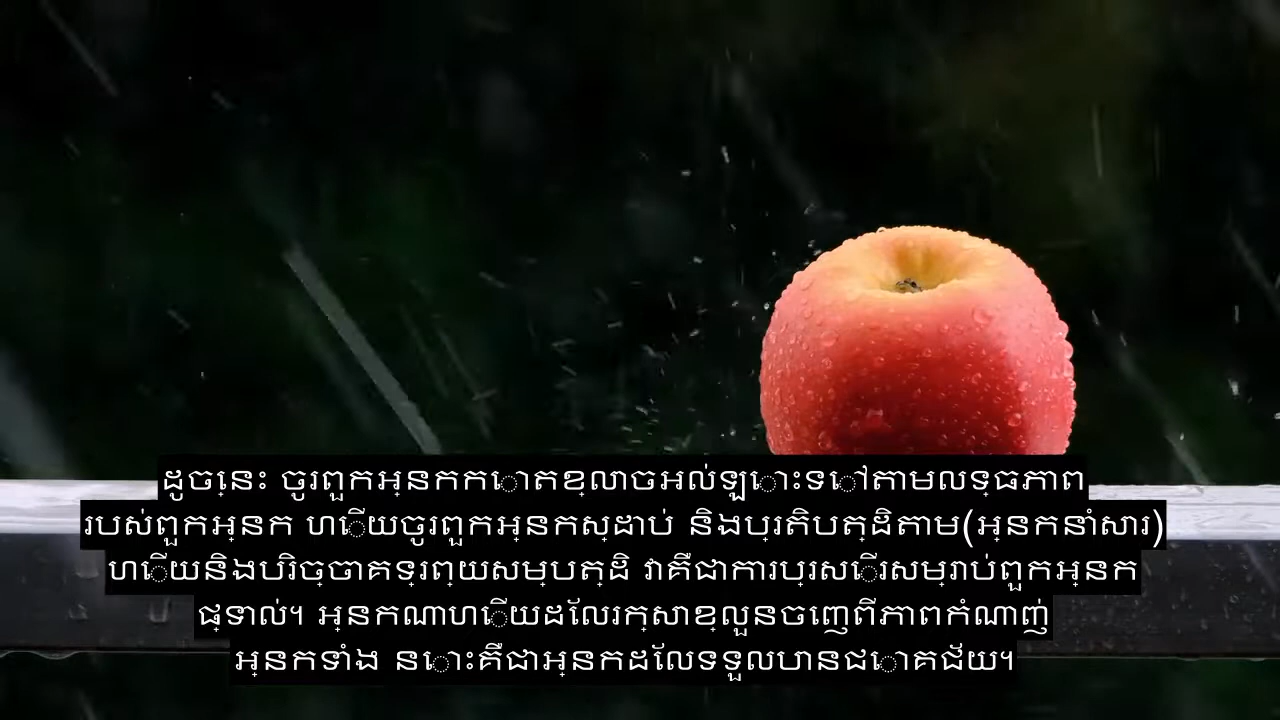 ដូច្នេះ ចូរពួកអ្នកកោតខ្លាចអល់ឡោះទៅតាមលទ្ធភាព
របស់ពួកអ្នក ហើយចូរពួកអ្នកស្ដាប់ និងប្រតិបត្ដិតាម(អ្នកនាំសារ)
ហើយនិងបរិច្ចាគទ្រព្យសម្បត្ដិ វាគឺជាការប្រសើរសម្រាប់ពួកអ្នក
ផ្ទាល់។ អ្នកណាហើយដែលរក្សាខ្លួនចញេពីភាពកំណាញ់
អ្នកទាំង នោះគឺជាអ្នកដែលទទួលបានជោគជ័យ។